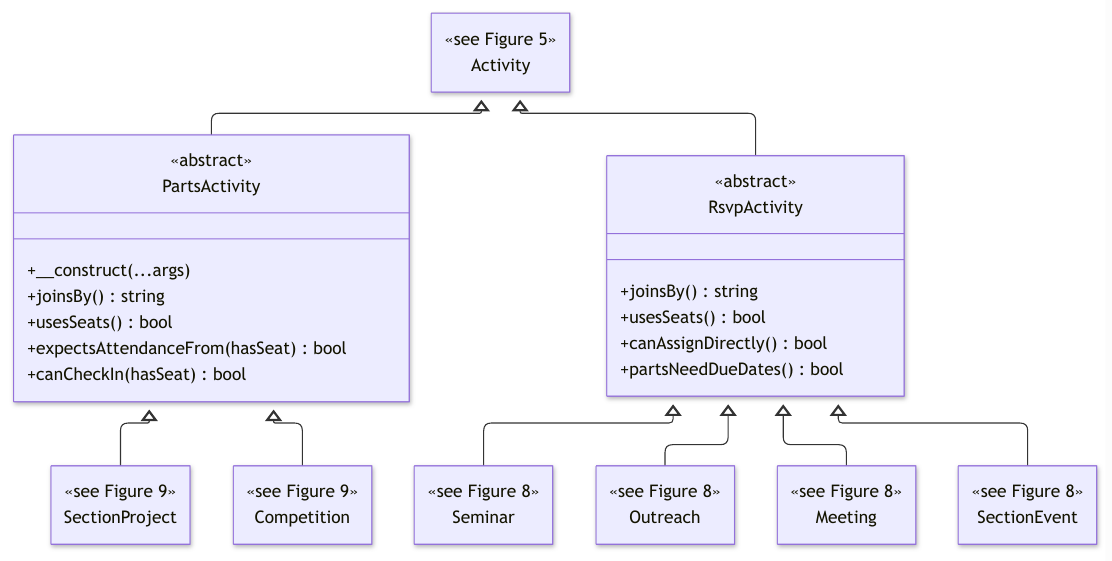 «see Figure 5»
Activity
«abstract»
PartsActivity
+__construct(...args)
+joinsBy() : string
+usesSeats() : bool
+expectsAttendanceFrom(hasSeat) : bool
+canCheckIn(hasSeat) : bool
«abstract»
RsvpActivity
+joinsBy() : string
+usesSeats() : bool
+canAssignDirectly() : bool
+partsNeedDueDates() : bool
«see Figure 9»
SectionProject
«see Figure 9»
Competition
«see Figure 8»
Seminar
«see Figure 8»
Outreach
«see Figure 8»
Meeting
«see Figure 8»
SectionEvent